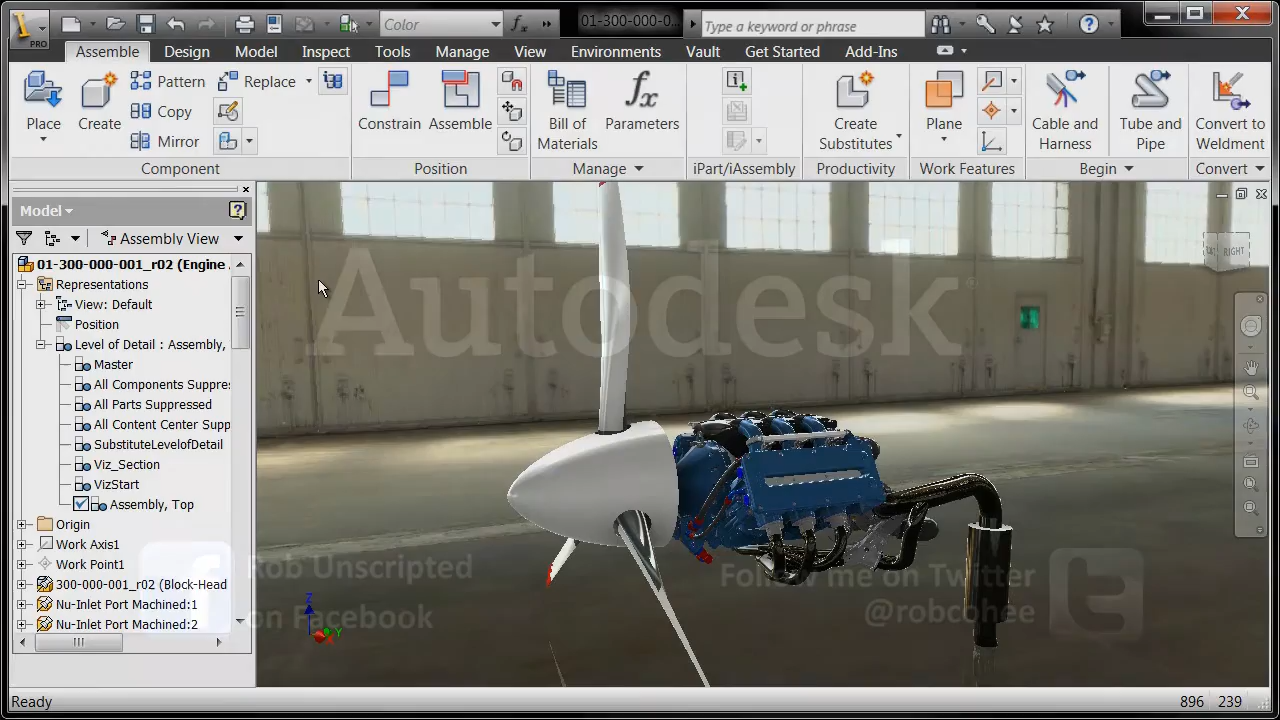 PRO
Color
01-300-000-0...
Type a keyword or phrase
Assemble Design Model Inspect Tools Manage View Environments Vault Get Started Add-Ins
Place
Create
Pattern
Copy
Mirror
Replace
Component
Constrain
Assemble
Position
Bill of
Materials
Parameters
Manage
iPart/iAssembly
Create
Substitutes
Productivity
Plane
Work Features
Cable and
Harness
Tube and
Pipe
Begin
Convert to
Weldment
Convert
Model
Assembly View
01-300-000-001_r02 (Engine
Representations
View: Default
Position
Level of Detail : Assembly,
Master
All Components Suppre
All Parts Suppressed
All Content Center Supp
SubstituteLevelofDetail
Viz_Section
VizStart
Assembly, Top
Origin
Work Axis1
Work Point1
300-000-001_r02 (Block-Head
Nu-Inlet Port Machined:1
Nu-Inlet Port Machined:2
Autodesk
RIGHT
Rob Unscripted
on Facebook
Follow me on Twitter
@robcohee
Z
Y
X
Ready
896 239